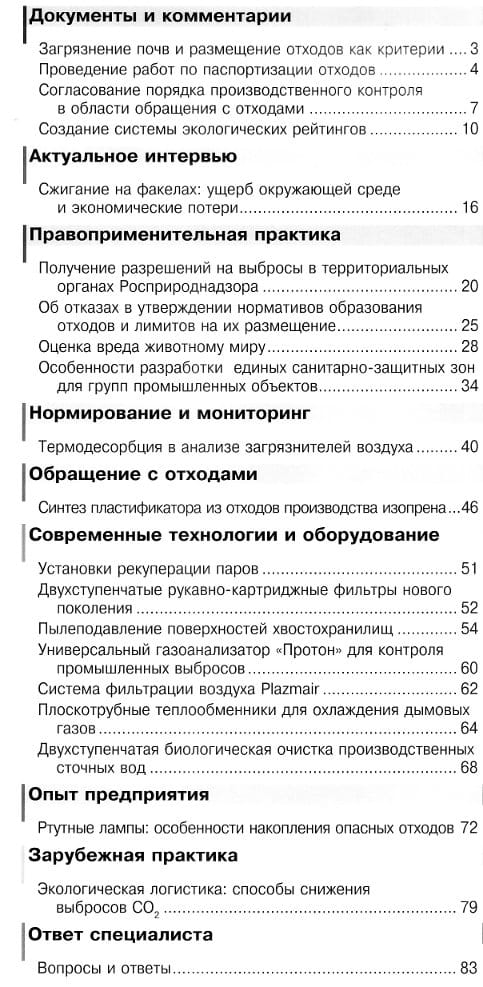 Документы и комментарии
Загрязнение почв и размещение отходов как критерии ....3
Проведение работ по паспортизации отходов ..................4
Согласование порядка производственного контроля
в области обращения с отходами ................................7
Создание системы экологических рейтингов .................. 10
Актуальное интервью
Сжигание на факелах: ущерб окружающей среде
и экономические потери............................................. 16
Правоприменительная практика
Получение разрешений на выбросы в территориальных
органах Росприроднадзора ........................................ 20
Об отказах в утверждении нормативов образования
отходов и лимитов на их размещение......................... 25
Оценка вреда животному миру....................................... 28
Особенности разработки единых санитарно-защитных зон
для групп промышленных объектов............................ 34
Нормирование и мониторинг
Термодесорбция в анализе загрязнителей воздуха ......... 40
Обращение с отходами
Синтез пластификатора из отходов производства изопрена...46
Современные технологии и оборудование
Установки рекуперации паров ........................................ 51
Двухступенчатые рукавно-картриджные фильтры нового
поколения .................................................................. 52
Пылеподавление поверхностей хвостохранилищ ............ 54
Универсальный газоанализатор «Протон» для контроля
промышленных выбросов........................................... 60
Система фильтрации воздуха Plazmair ............................ 62
Плоскотрубные теплообменники для охлаждения дымовых
газов ......................................................................... 64
Двухступенчатая биологическая очистка производственных
сточных вод ............................................................... 68
Опыт предприятия
Ртутные лампы: особенности накопления опасных отходов 72
Зарубежная практика
Экологическая логистика: способы снижения
выбросов CO₂ ............................................................ 79
Ответ специалиста
Вопросы и ответы.......................................................... 83